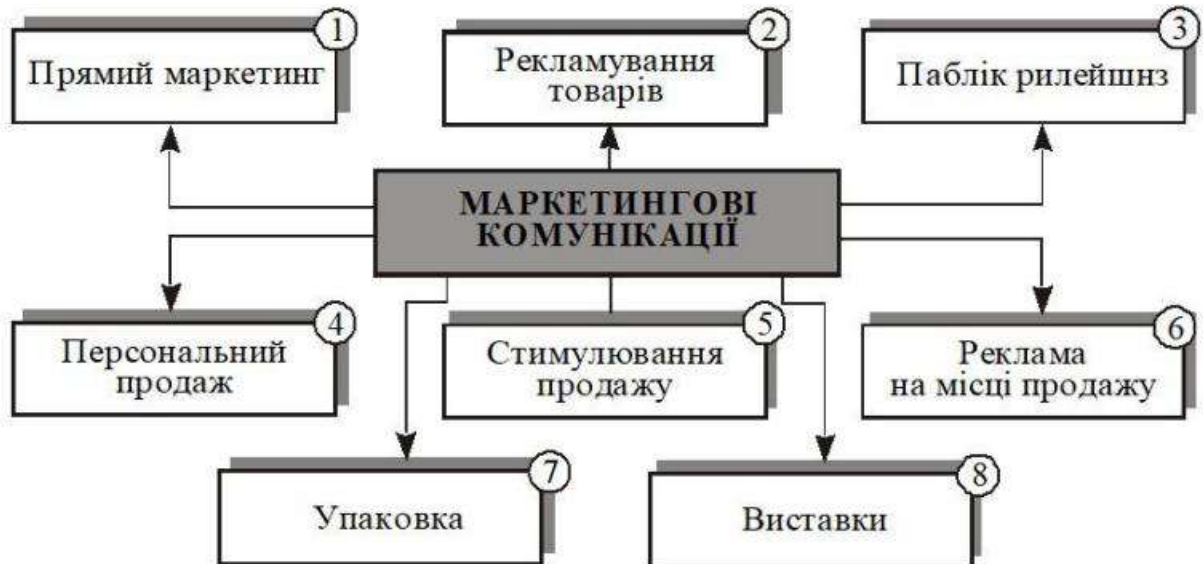 1
Прямий маркетинг
2
Рекламування
товарів
3
Паблік рилейшнз
МАРКЕТИНГОВІ
КОМУНІКАЦІЇ
4
Персональний
продаж
5
Стимулювання
продажу
6
Реклама
на місці продажу
7
Упаковка
8
Виставки